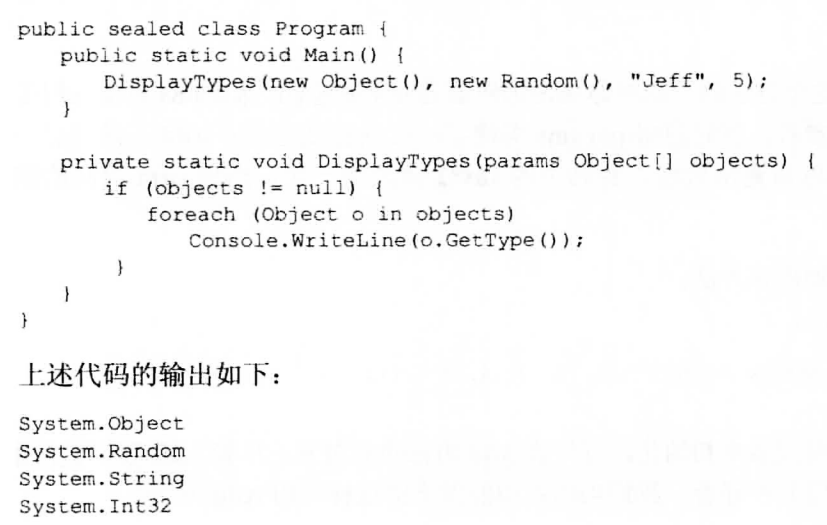 public sealed class Program {
public static void Main() {
DisplayTypes(new Object(), new Random(), "Jeff", 5);
}
private static void DisplayTypes(params Object[] objects) {
if (objects != null) {
foreach (Object o in objects)
Console.WriteLine(o.GetType());
}
}
}
上述代码的输出如下：
System.Object
System.Random
System.String
System.Int32